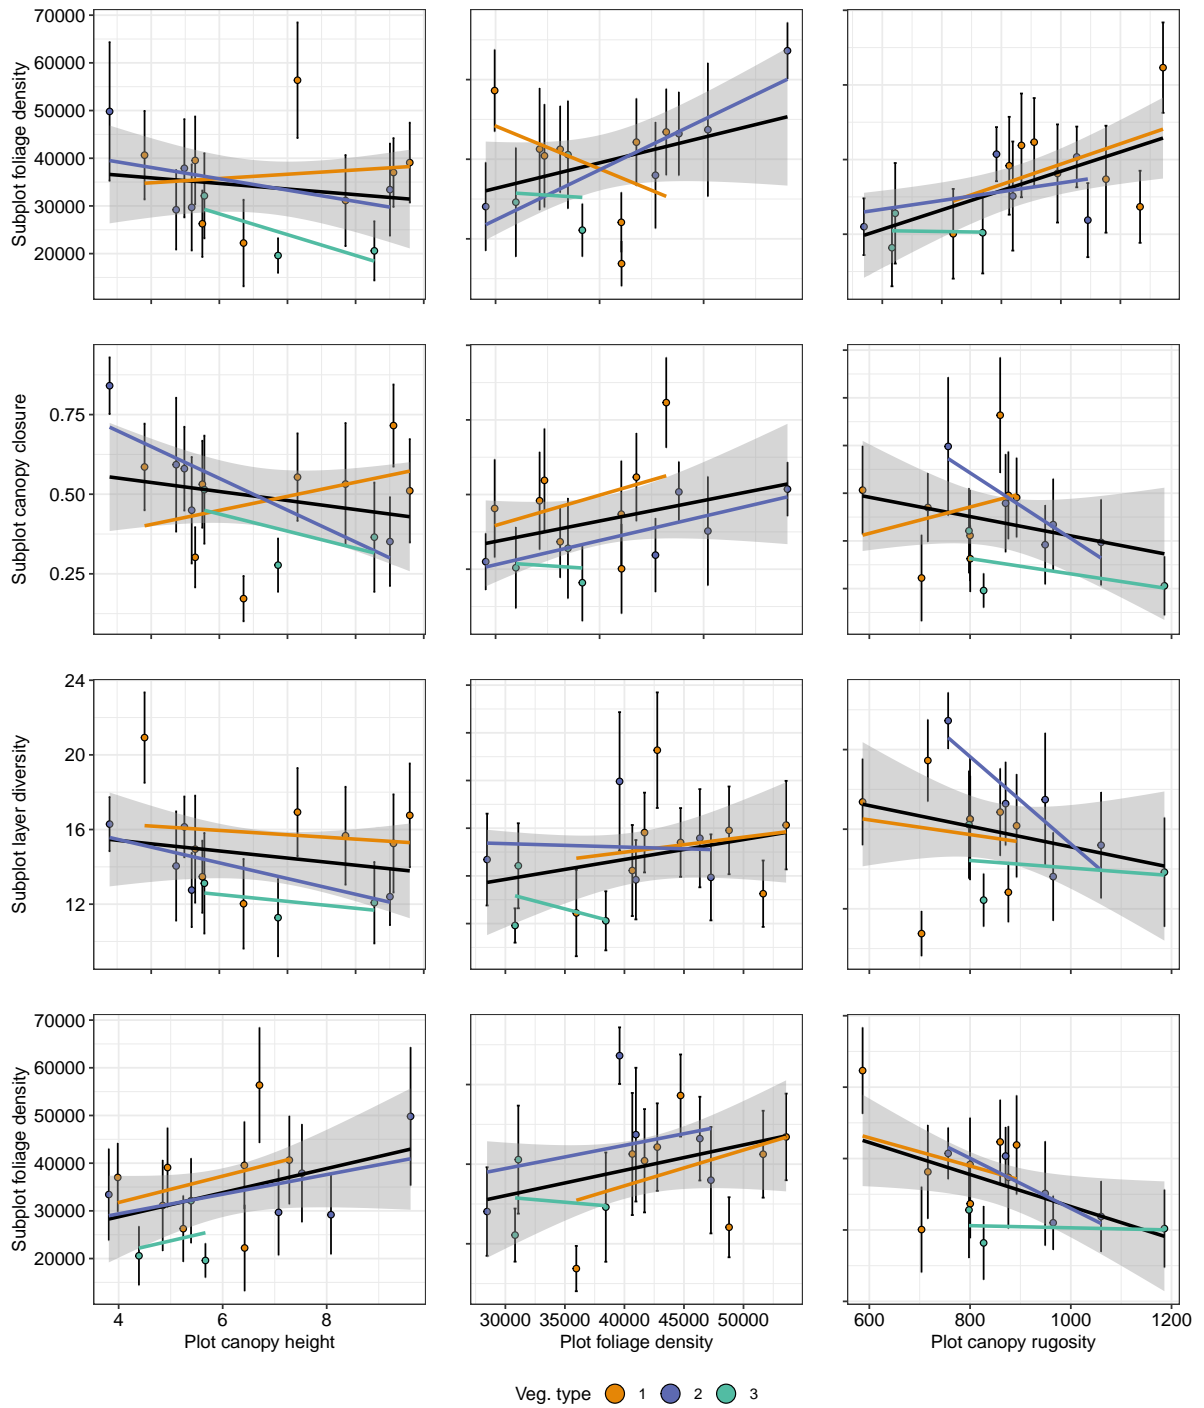 70000
60000
50000
40000
30000
20000
Subplot foliage density
0.75
0.50
0.25
Subplot canopy closure
24
20
16
12
Subplot layer diversity
70000
60000
50000
40000
30000
20000
Subplot foliage density
4 6 8
Plot canopy height
30000 35000 40000 45000 50000
Plot foliage density
600 800 1000 1200
Plot canopy rugosity
Veg. type 1 2 3